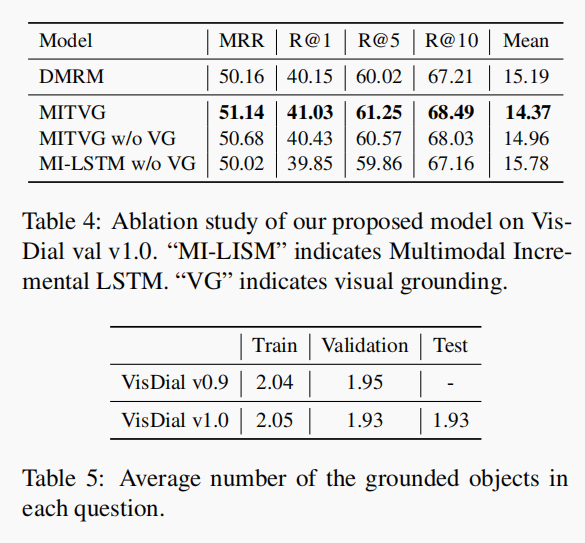 Model MRR R@1 R@5 R@10 Mean
DMRM 50.16 40.15 60.02 67.21 15.19
MITVG 51.14 41.03 61.25 68.49 14.37
MITVG w/o VG 50.68 40.43 60.57 68.03 14.96
MI-LSTM w/o VG 50.02 39.85 59.86 67.16 15.78
Table 4: Ablation study of our proposed model on Vis-
Dial val v1.0. “MI-LISM” indicates Multimodal Incre-
mental LSTM. “VG” indicates visual grounding.
Train Validation Test
VisDial v0.9 2.04 1.95 -
VisDial v1.0 2.05 1.93 1.93
Table 5: Average number of the grounded objects in
each question.